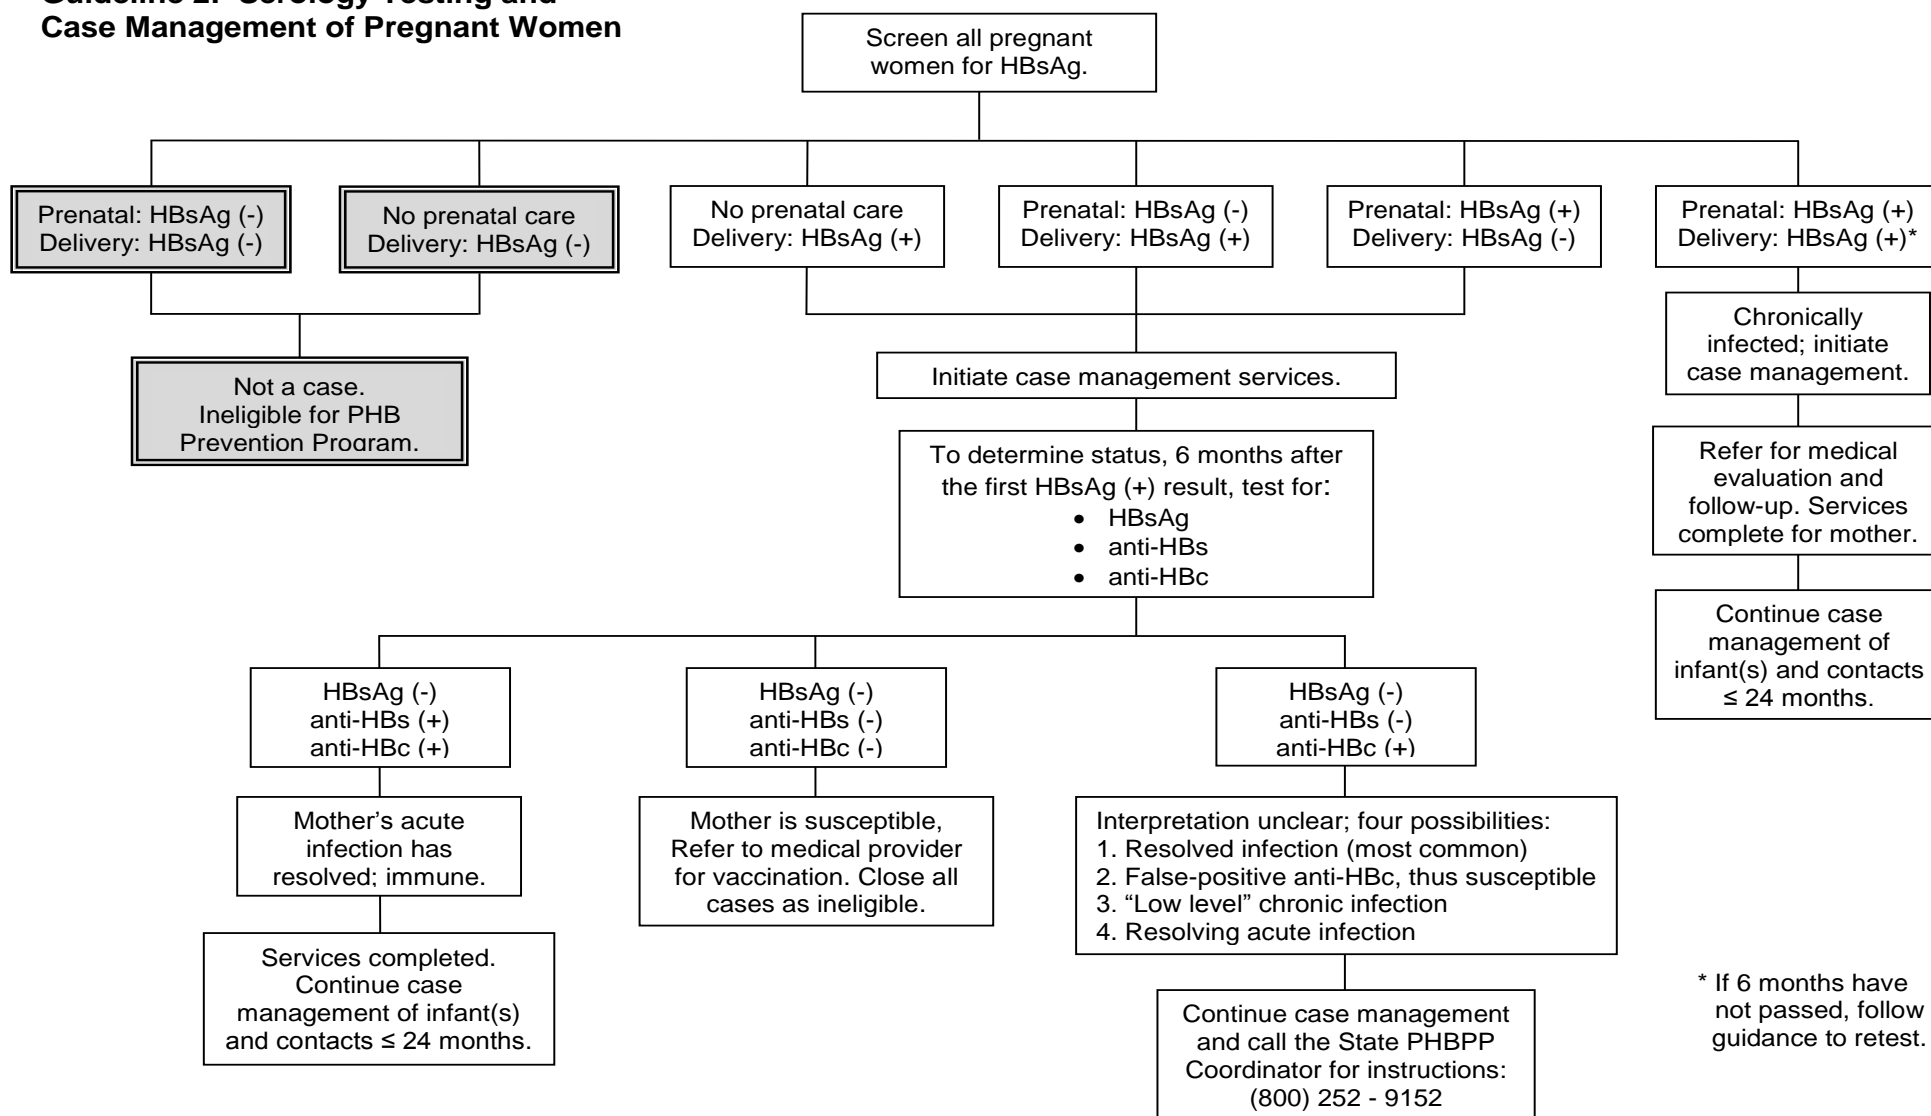 Guideline 2: Serology Testing and
Case Management of Pregnant Women
Screen all pregnant
women for HBsAg.
Prenatal: HBsAg (-)
Delivery: HBsAg (-)
No prenatal care
Delivery: HBsAg (-)
No prenatal care
Delivery: HBsAg (+)
Prenatal: HBsAg (-)
Delivery: HBsAg (+)
Prenatal: HBsAg (+)
Delivery: HBsAg (-)
Prenatal: HBsAg (+)
Delivery: HBsAg (+)*
Not a case.
Ineligible for PHB
Prevention Program.
Initiate case management services.
Chronically
infected; initiate
case management.
To determine status, 6 months after
the first HBsAg (+) result, test for:
• HBsAg
• anti-HBs
• anti-HBc
Refer for medical
evaluation and
follow-up. Services
complete for mother.
Continue case
management of
infant(s) and contacts
≤ 24 months.
HBsAg (-)
anti-HBs (+)
anti-HBc (+)
HBsAg (-)
anti-HBs (-)
anti-HBc (-)
HBsAg (-)
anti-HBs (-)
anti-HBc (+)
Mother’s acute
infection has
resolved; immune.
Mother is susceptible,
Refer to medical provider
for vaccination. Close all
cases as ineligible.
Interpretation unclear; four possibilities:
1. Resolved infection (most common)
2. False-positive anti-HBc, thus susceptible
3. “Low level” chronic infection
4. Resolving acute infection
Services completed.
Continue case
management of infant(s)
and contacts ≤ 24 months.
Continue case management
and call the State PHBPP
Coordinator for instructions:
(800) 252 - 9152
* If 6 months have
not passed, follow
guidance to retest.